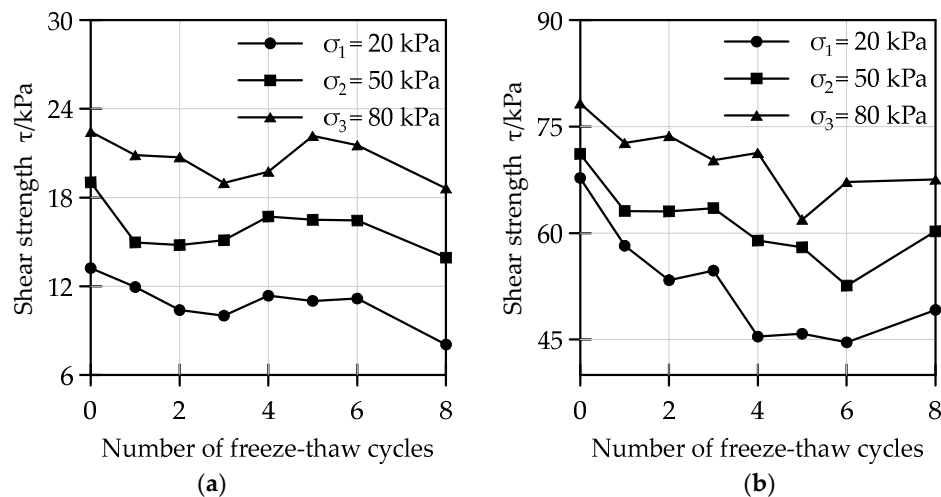 30
24
18
12
6
Shear strength τ/kPa
σ1= 20 kPa
σ2= 50 kPa
σ3= 80 kPa
0 2 4 6 8
Number of freeze-thaw cycles
(a)
90
75
60
45
Shear strength τ/kPa
σ1= 20 kPa
σ2= 50 kPa
σ3= 80 kPa
0 2 4 6 8
Number of freeze-thaw cycles
(b)